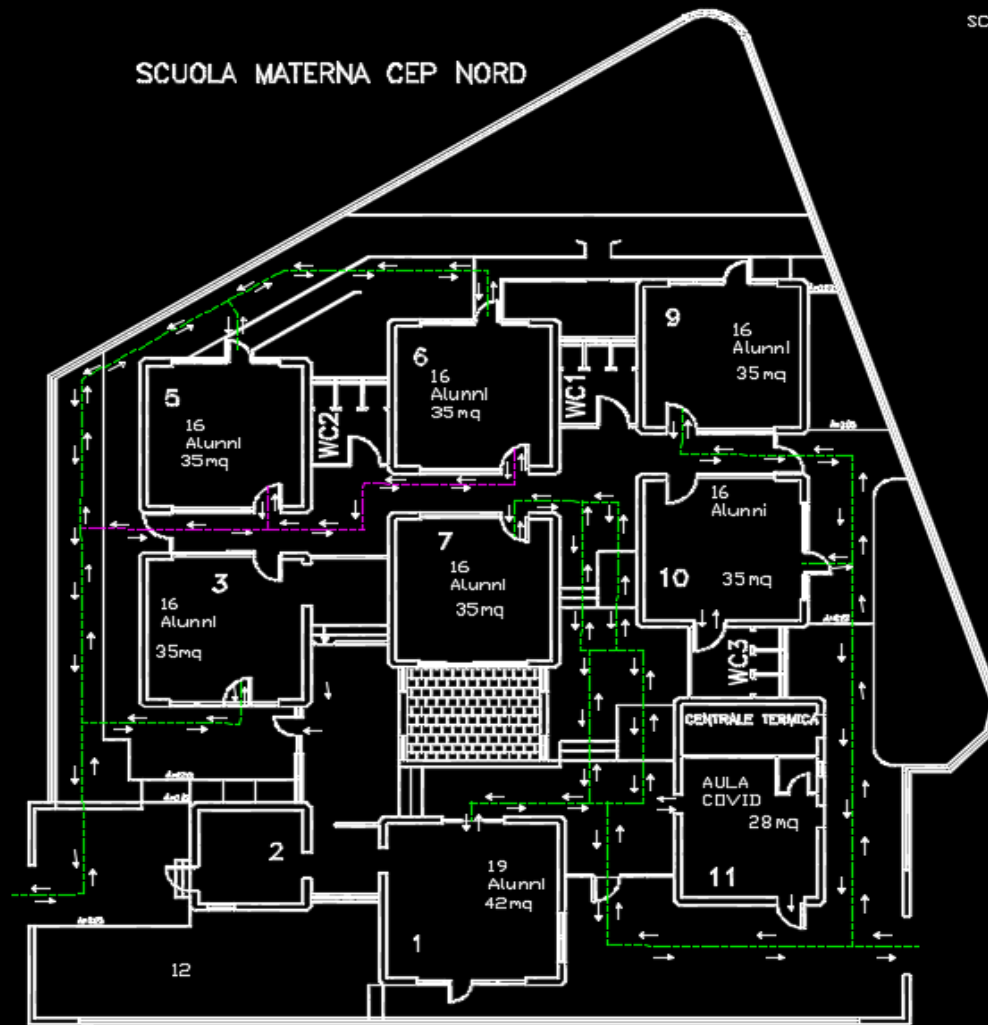 SC
SCUOLA MATERNA CEP NORD
9
16
Alunni
35mq
6
16
Alunni
35mq
WC1
5
16
Alunni
35mq
WC2
16
Alunni
10
35mq
7
16
Alunni
35mq
3
16
Alunni
35mq
WC3
CENTRALE TERMICA
AULA
COVID
28mq
11
2
19
Alunni
42mq
1
12